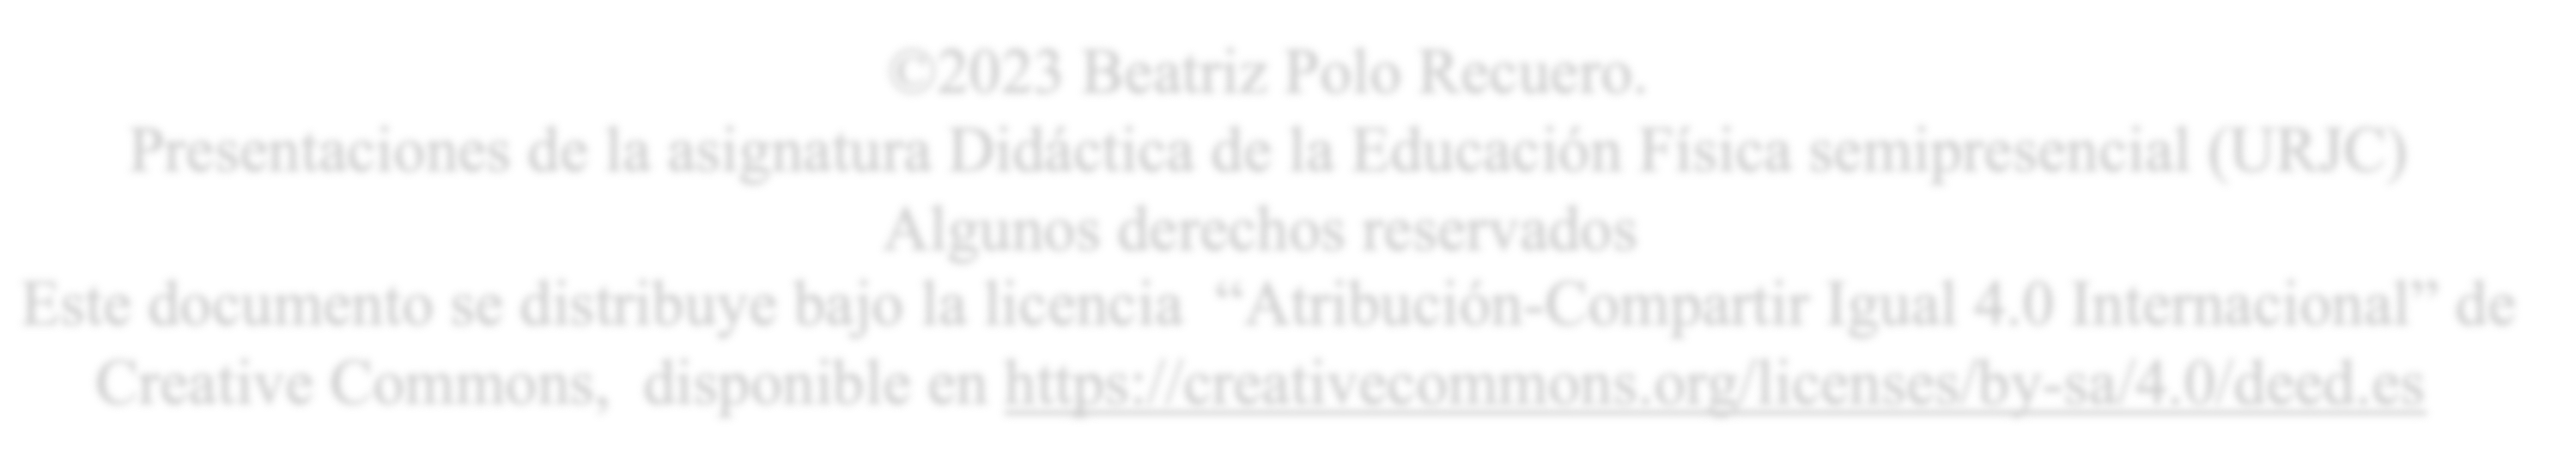 ©2023 Beatriz Polo Recuero.
Presentaciones de la asignatura Didáctica de la Educación Física semipresencial (URJC)
Algunos derechos reservados
Este documento se distribuye bajo la licencia  “Atribución-Compartir Igual 4.0 Internacional” de
Creative Commons,  disponible en https://creativecommons.org/licenses/by-sa/4.0/deed.es